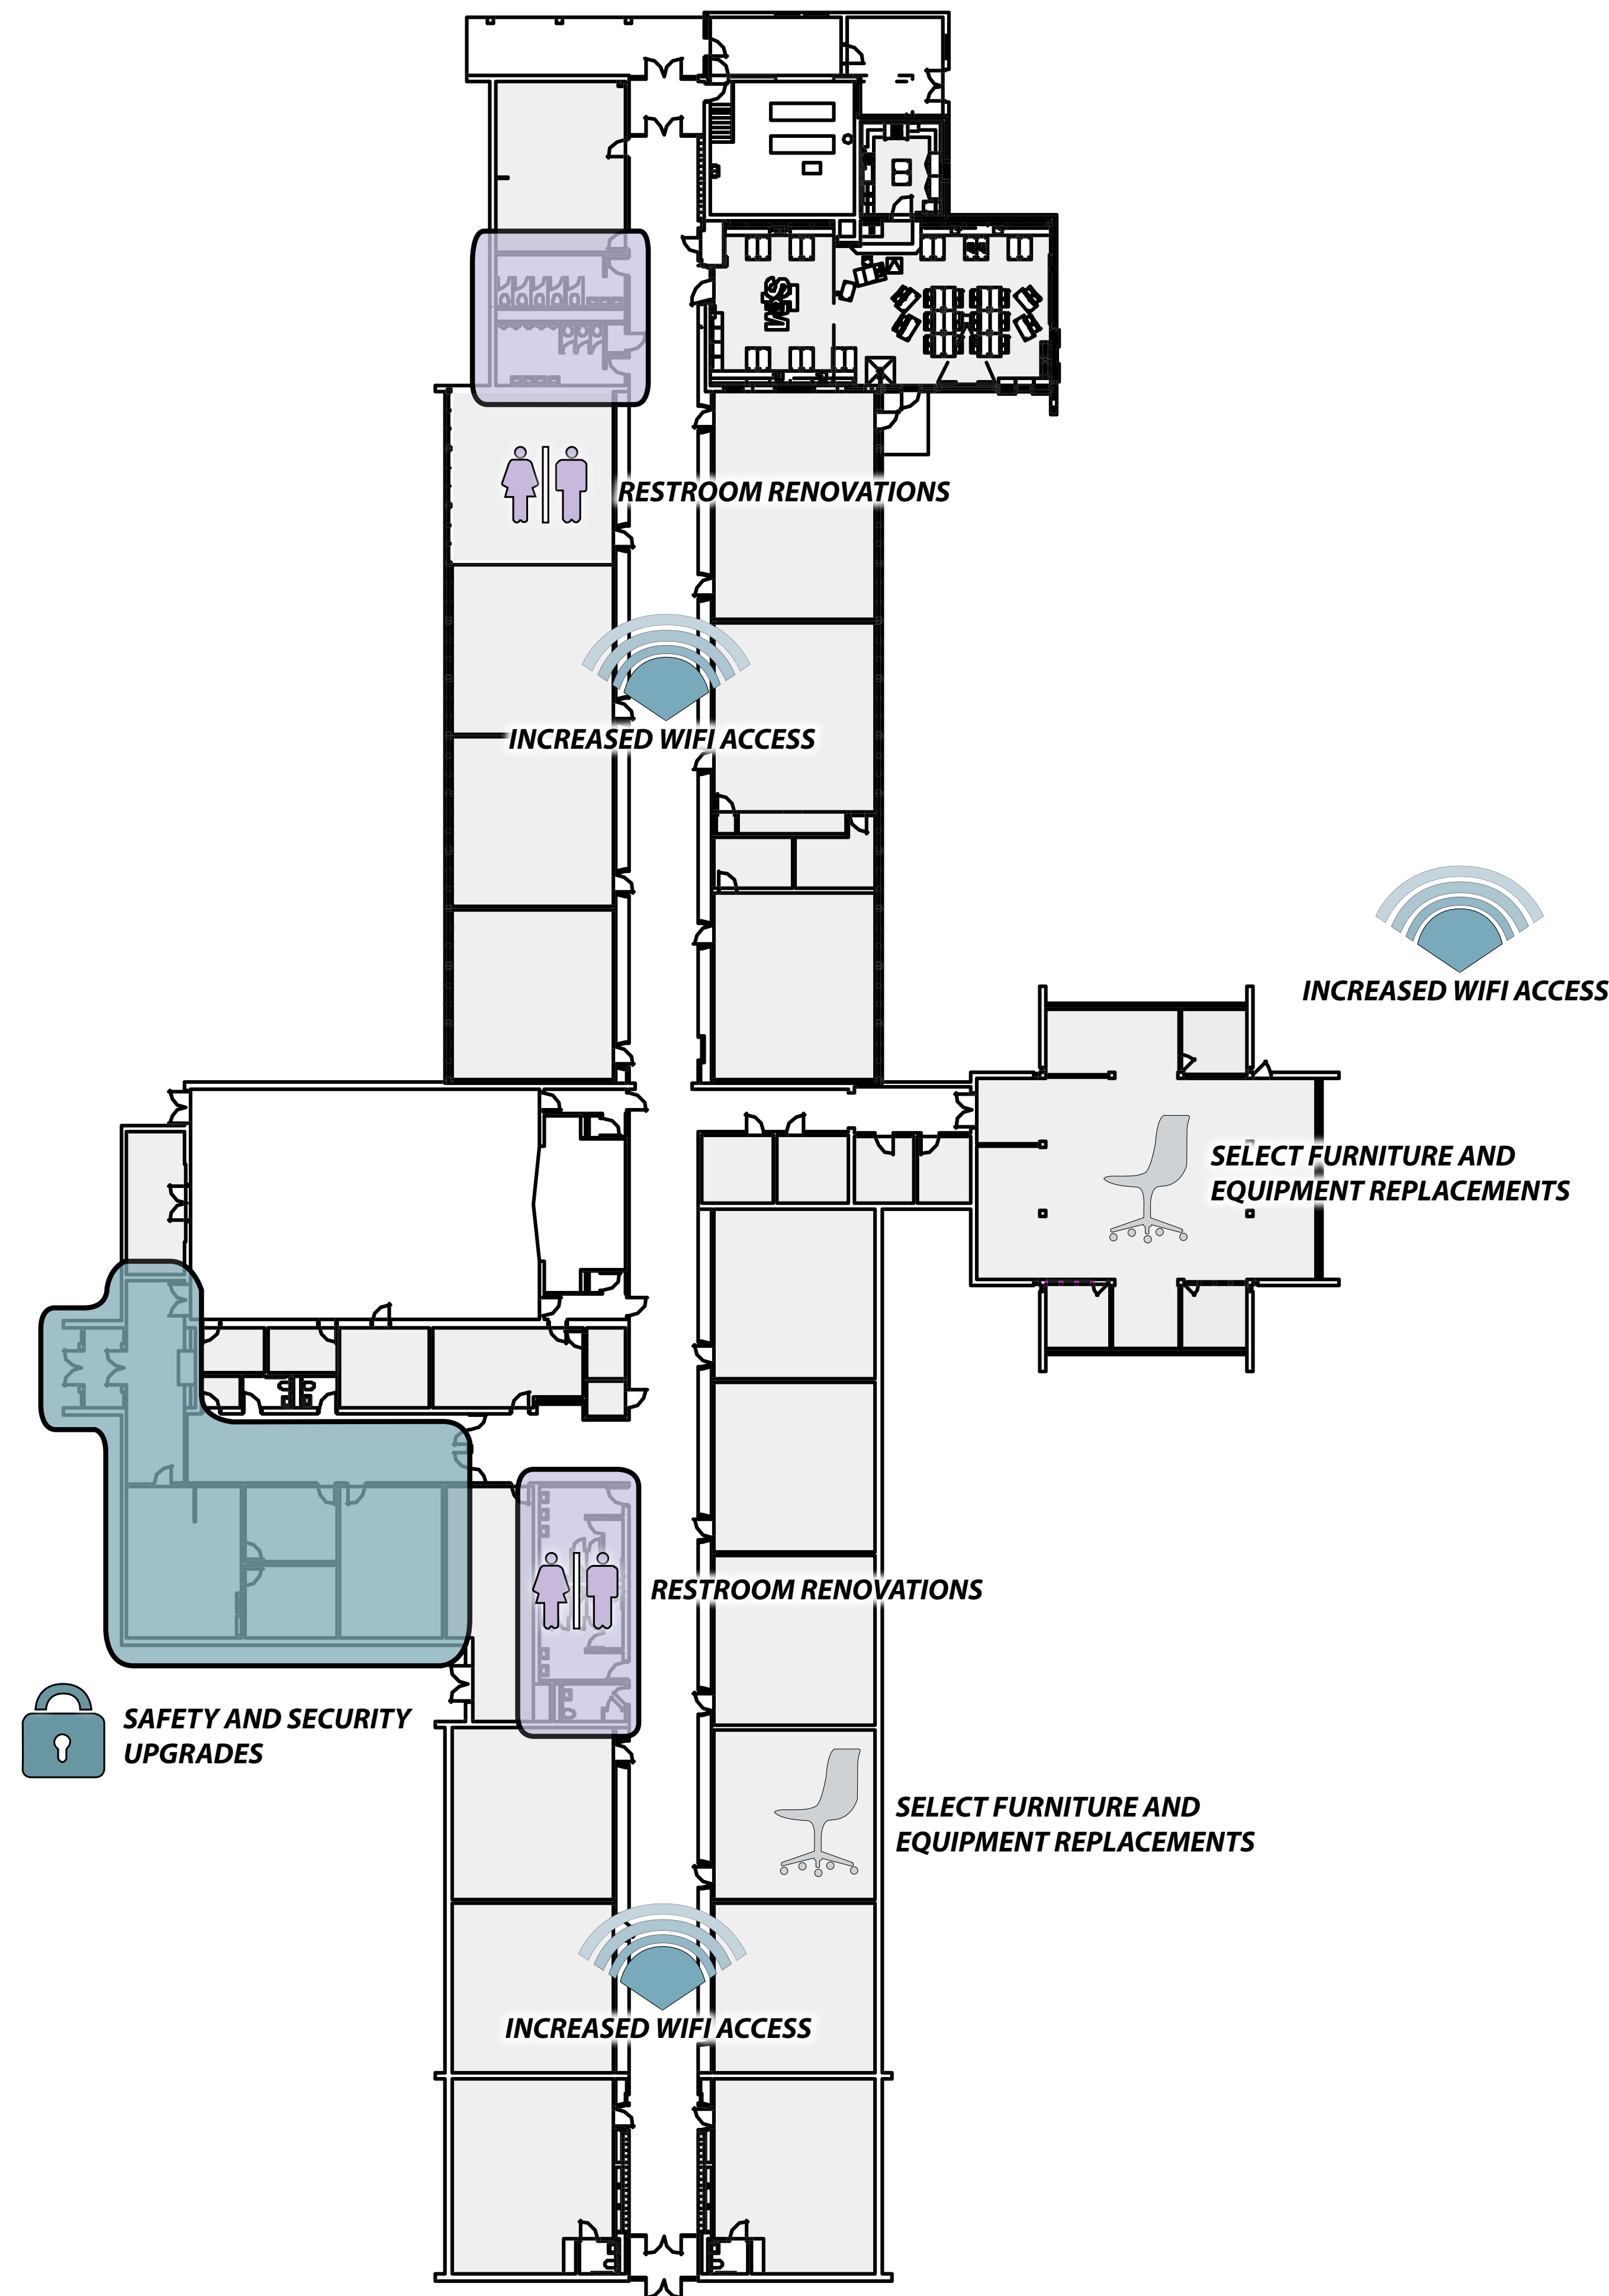 RESTROOM RENOVATIONS
INCREASED WIFI ACCESS
INCREASED WIFI ACCESS
SELECT FURNITURE AND
EQUIPMENT REPLACEMENTS
RESTROOM RENOVATIONS
SAFETY AND SECURITY
UPGRADES
SELECT FURNITURE AND
EQUIPMENT REPLACEMENTS
INCREASED WIFI ACCESS